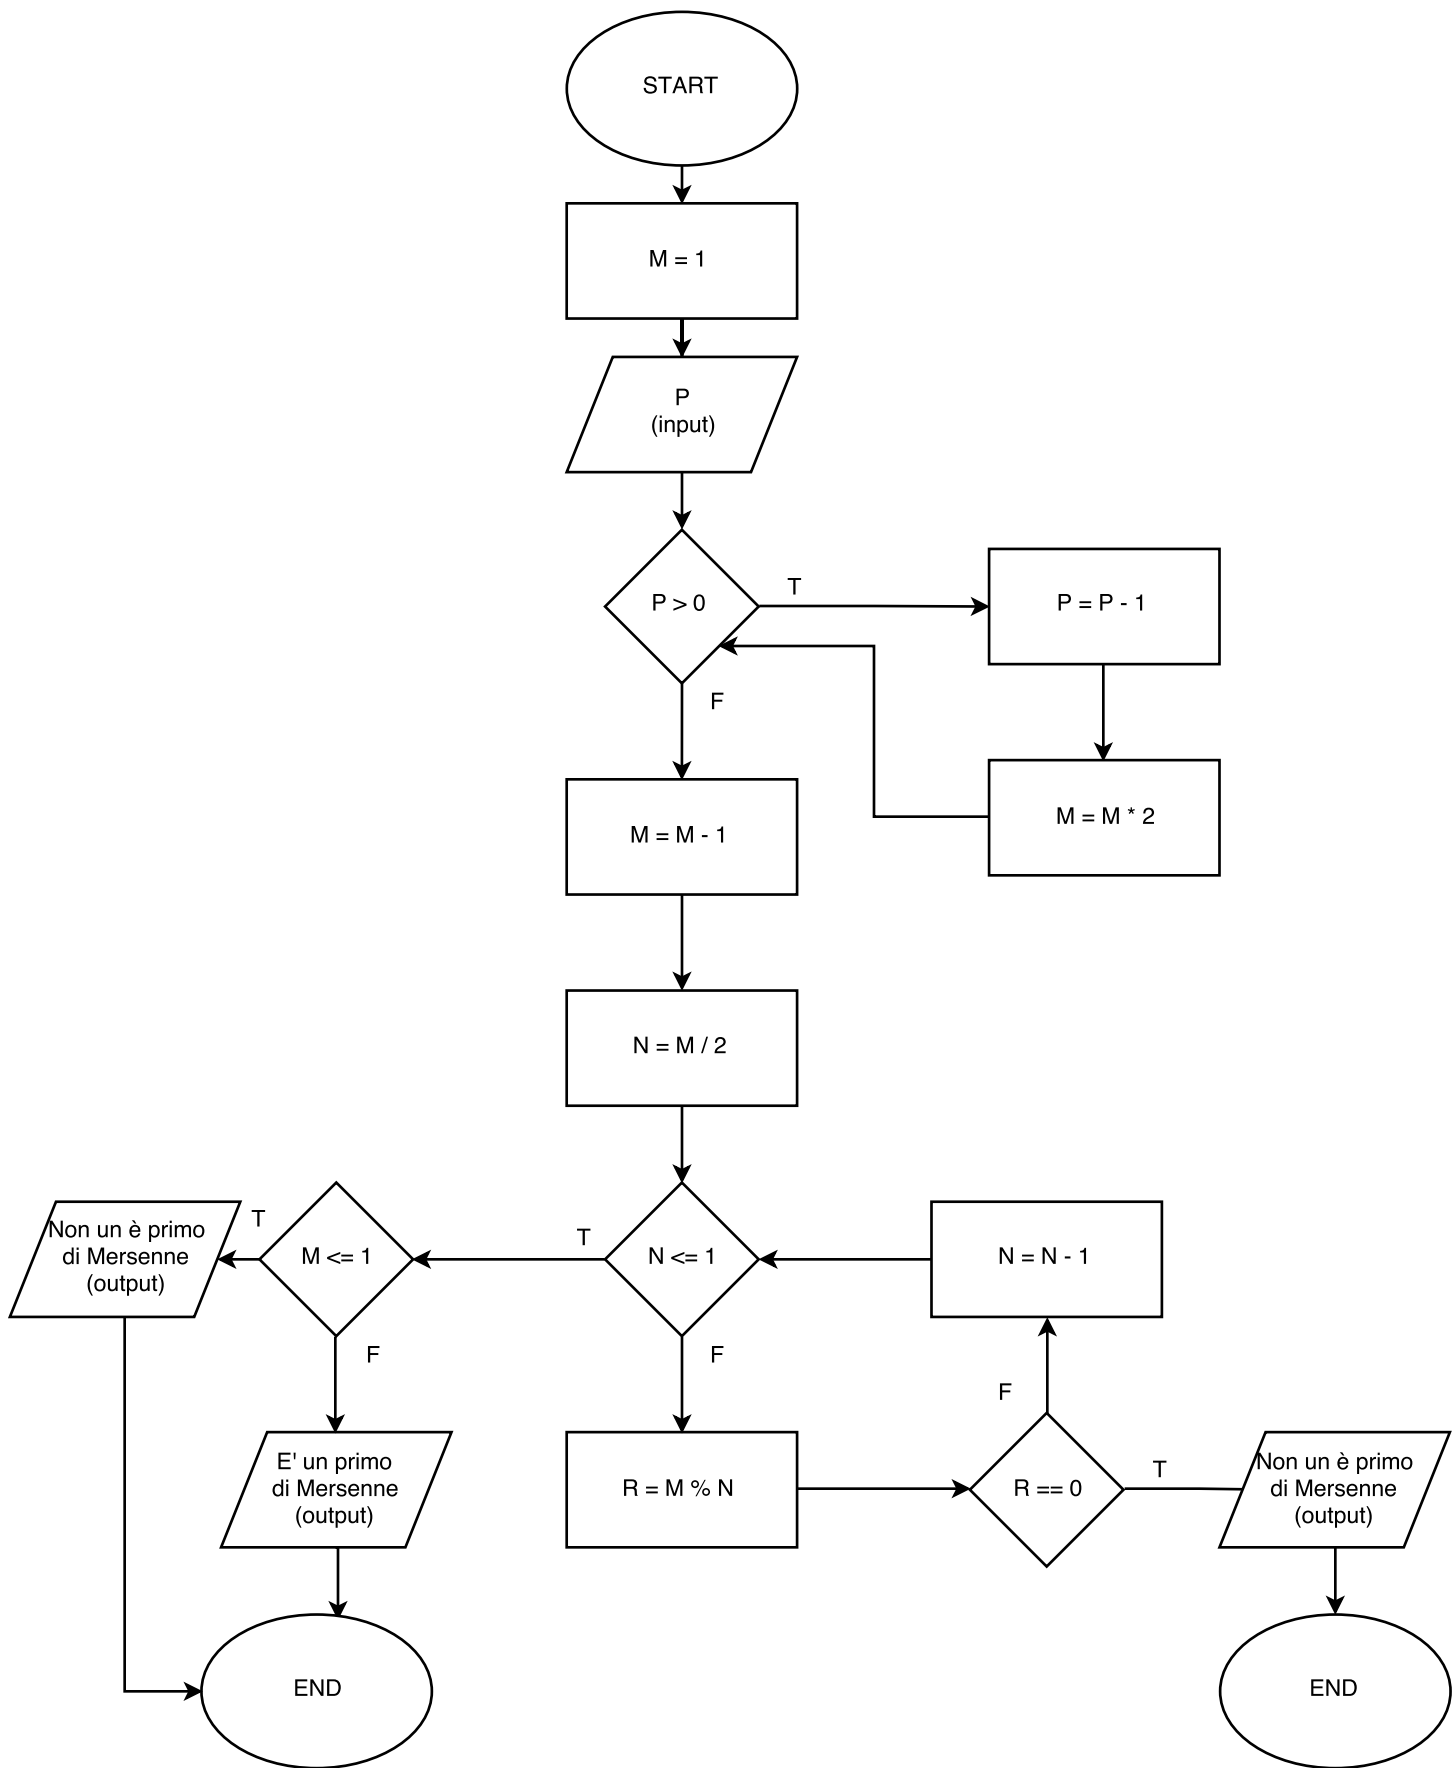 START
M = 1
P
(input)
P > 0
T
P = P - 1
F
M = M * 2
M = M - 1
N = M / 2
Non un è primo
di Mersenne
(output)
T
M <= 1
T
N <= 1
N = N - 1
F
F
F
E' un primo
di Mersenne
(output)
R = M % N
R == 0
T
Non un è primo
di Mersenne
(output)
END
END